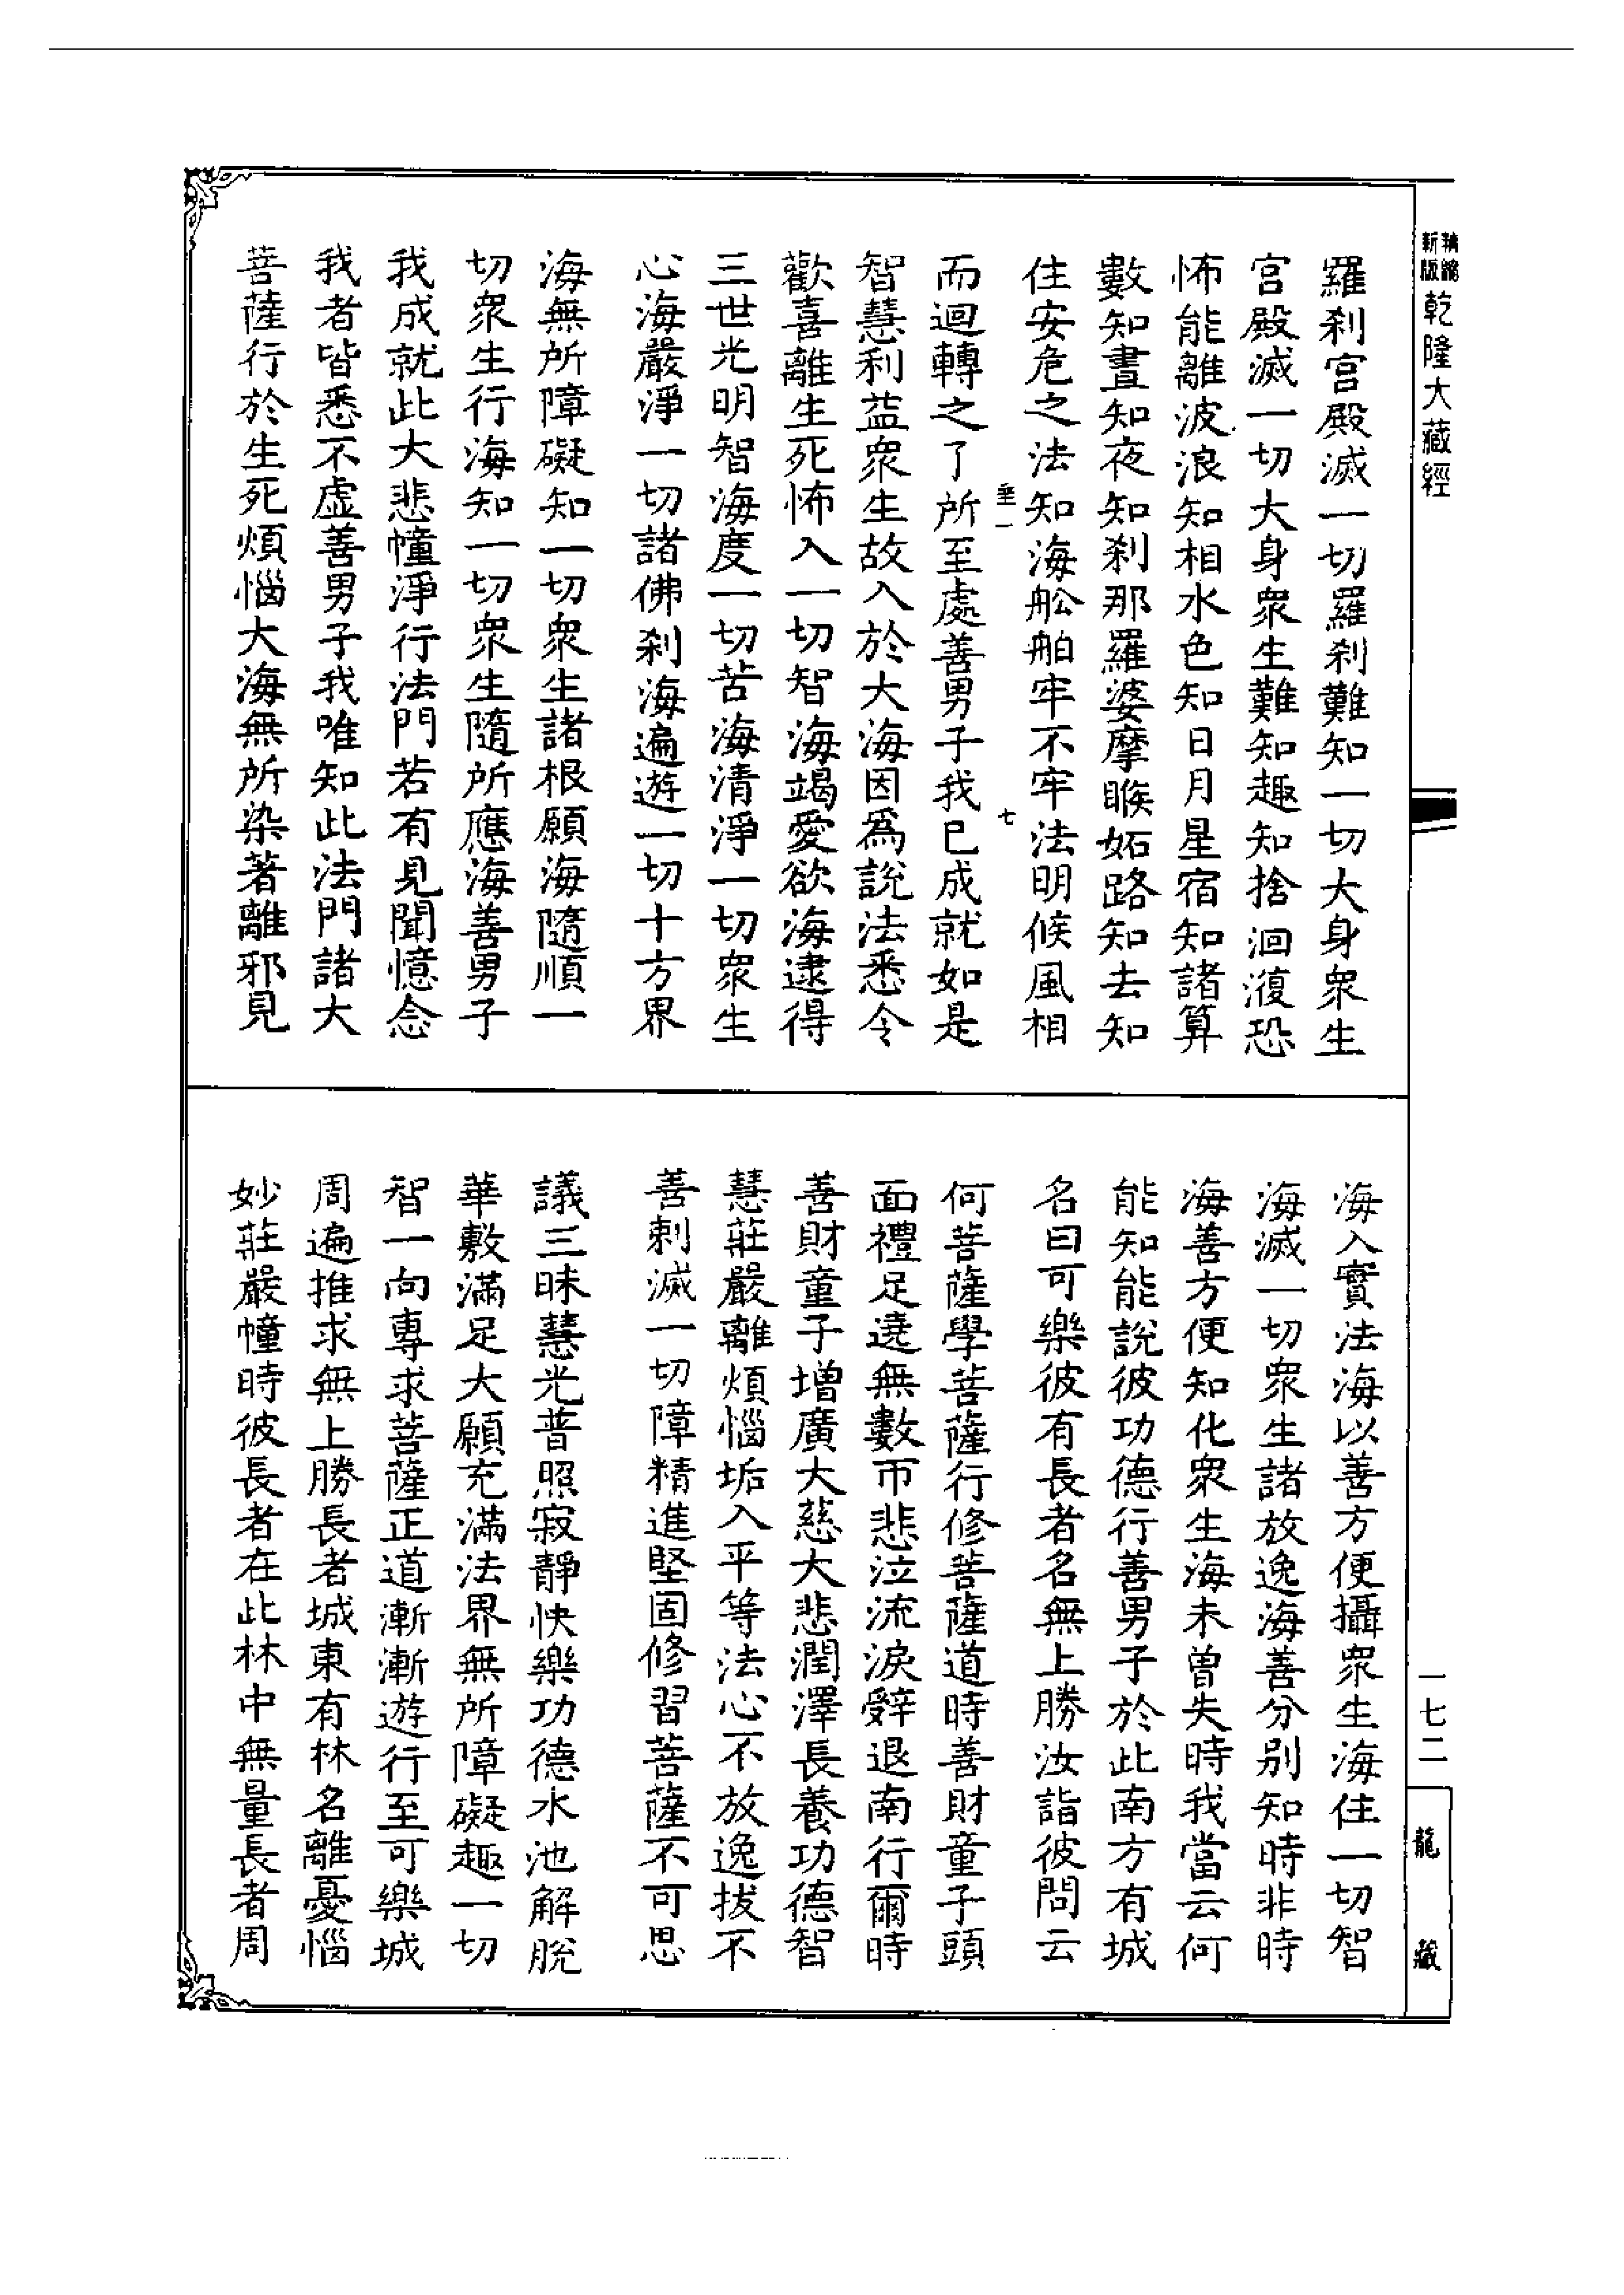 精縮新版乾隆大藏經
羅刹宫殿滅一切羅刹難知一切大身衆生
宫殿滅一切大身衆生難知趣知捨洄澓恐
怖能離波浪知相水色知日月星宿知諸算
數知晝知夜知刹那羅婆摩睺妬路知去知
住安危之法知海舩舶牢不牢法明候風相
垂一
七
而迴轉之了所至處善男子我已成就如是
智慧利益衆生故入於大海因爲説法悉令
歡喜離生死怖入一切智海竭愛欲海逮得
三世光明智海度一切苦海清淨一切衆生
心海嚴淨一切諸佛刹海遍遊一切十方界
海無所障礙知一切衆生諸根願海隨順一
切衆生行海知一切衆生隨所應海善男子
我成就此大悲幢淨行法門若有見聞憶念
我者皆悉不虚善男子我唯知此法門諸大
菩薩行於生死煩惱大海無所染著離邪見
海入實法海以善方便攝衆生海住一切智
海滅一切衆生諸放逸海善分别知時非時
海善方便知化衆生海未曽失時我當云何
能知能説彼功德行善男子於此南方有城
名曰可樂彼有長者名無上勝汝詣彼問云
何菩薩學菩薩行修菩薩道時善財童子頭
面禮足遶無數帀悲泣流淚辤退南行爾時
善財童子增廣大慈大悲潤澤長養功德智
慧莊嚴離煩惱垢入平等法心不放逸拔不
善刺滅一切障精進堅固修習菩薩不可思
議三昧慧光普照寂靜快樂功德水池解脫
華敷滿足大願充滿法界無所障礙趣一切
智一向專求菩薩正道漸漸遊行至可樂城
周遍推求無上勝長者城東有林名離憂惱
妙莊嚴幢時彼長者在此林中無量長者周
一七二
龍藏